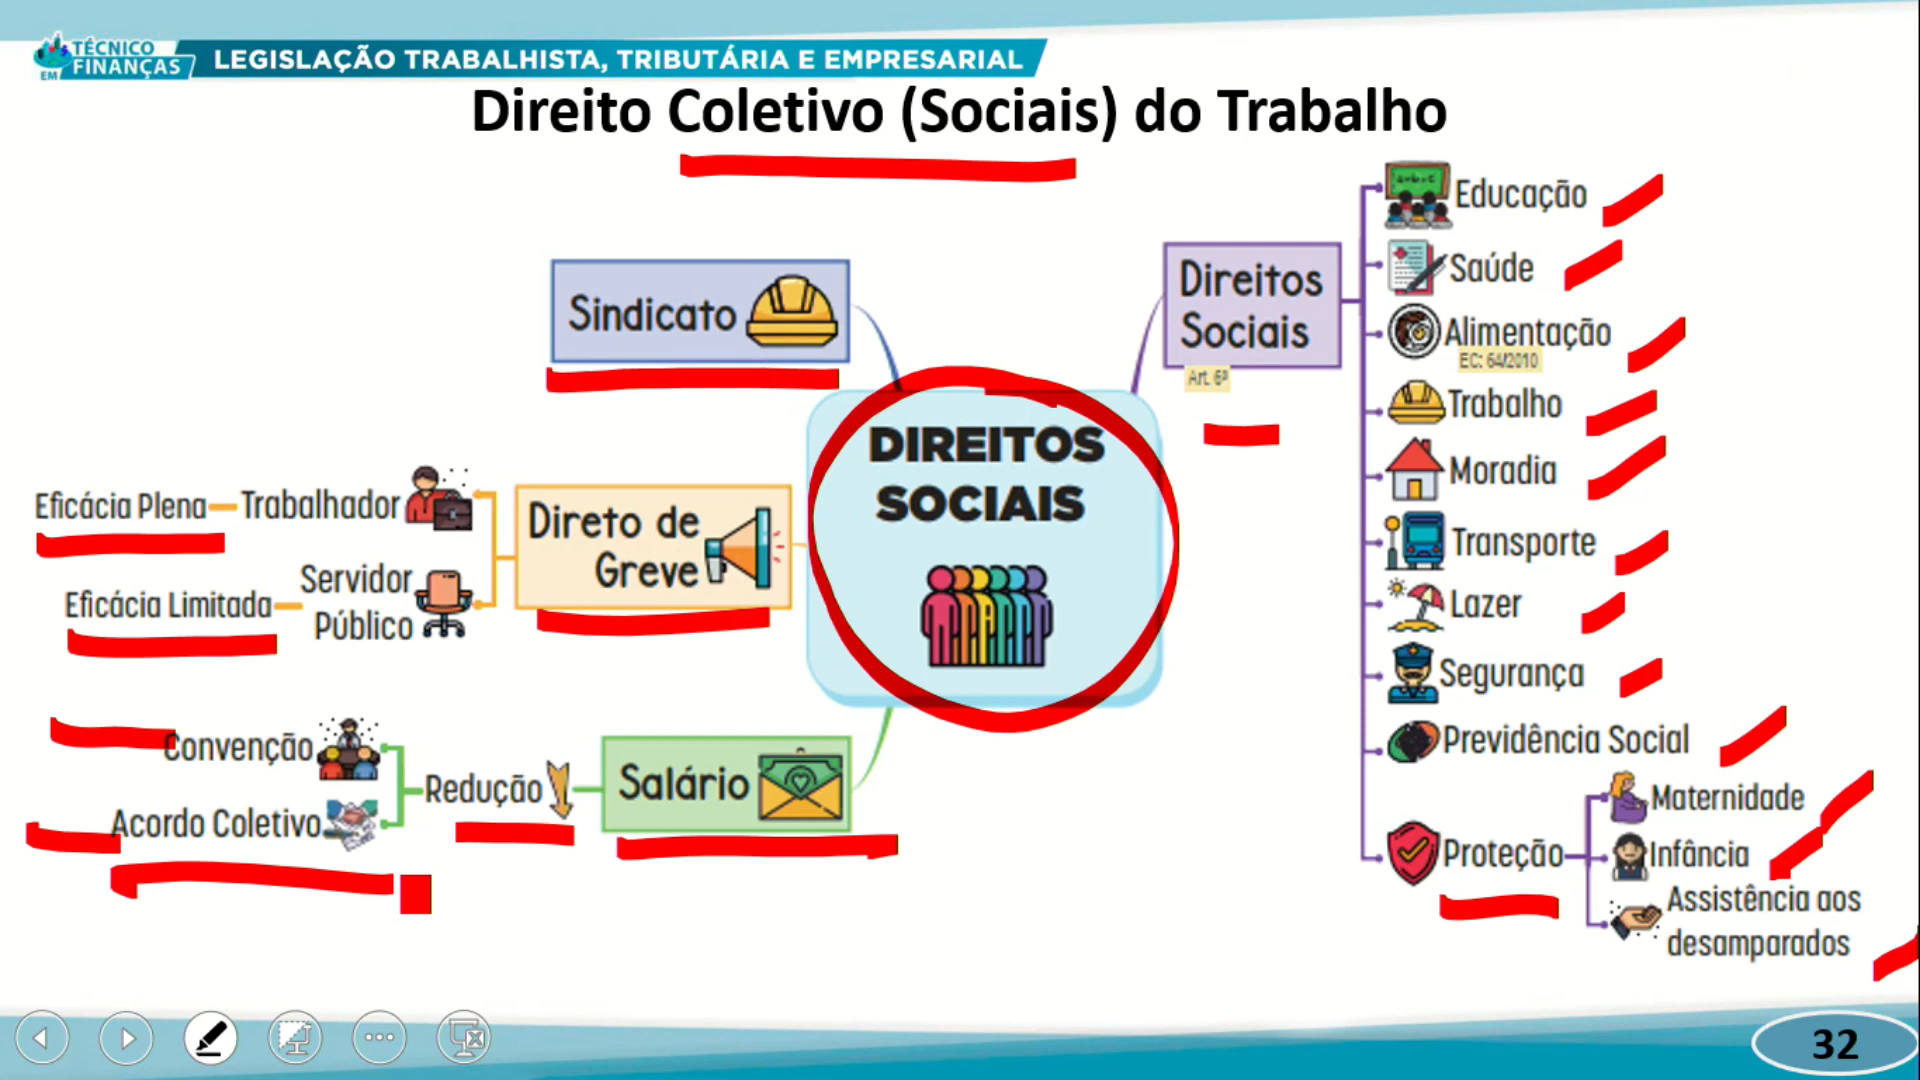 TÉCNICO
EM FINANÇAS
LEGISLAÇÃO TRABALHISTA, TRIBUTÁRIA E EMPRESARIAL
Direito Coletivo (Sociais) do Trabalho
Sindicato
Direto de
Greve
Trabalhador
Eficácia Plena
Servidor
Público
Eficácia Limitada
Salário
Redução
Convenção
Acordo Coletivo
DIREITOS
SOCIAIS
Direitos
Sociais
Art. 6º
Educação
Saúde
Alimentação
EC: 64/2010
Trabalho
Moradia
Transporte
Lazer
Segurança
Previdência Social
Proteção
Maternidade
Infância
Assistência aos
desamparados
32